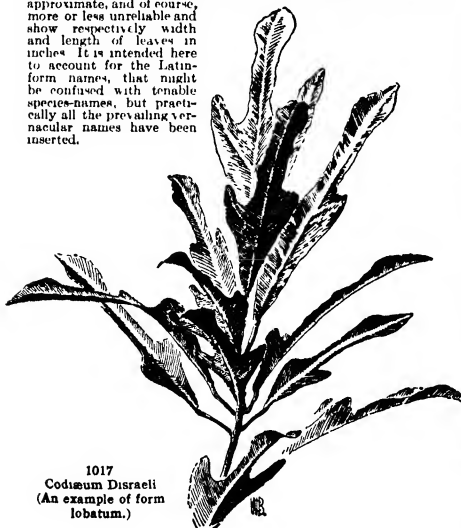 approximate, and of course,
more or less unreliable and
show respectively width
and length of leaves in
inches It is intended here
to account for the Latin-
form names, that might
be confused with tenable
species-names, but practi-
cally all the prevailing ver-
nacular names have been
inserted.
1017
Codiæum Disraeli
(An example of form
lobatum.)